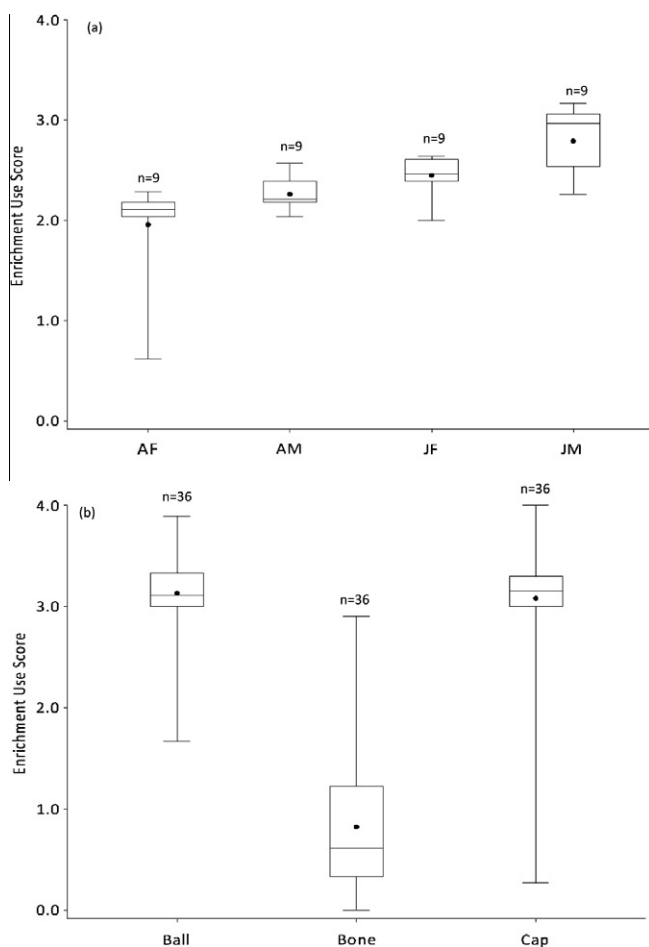 4.0
(a)
n=9
n=9
n=9
n=9
3.0
2.0
1.0
0.0
Enrichment Use Score
AF AM JF JM
4.0
(b)
n=36
n=36
n=36
3.0
2.0
1.0
0.0
Enrichment Use Score
Ball Bone Cap